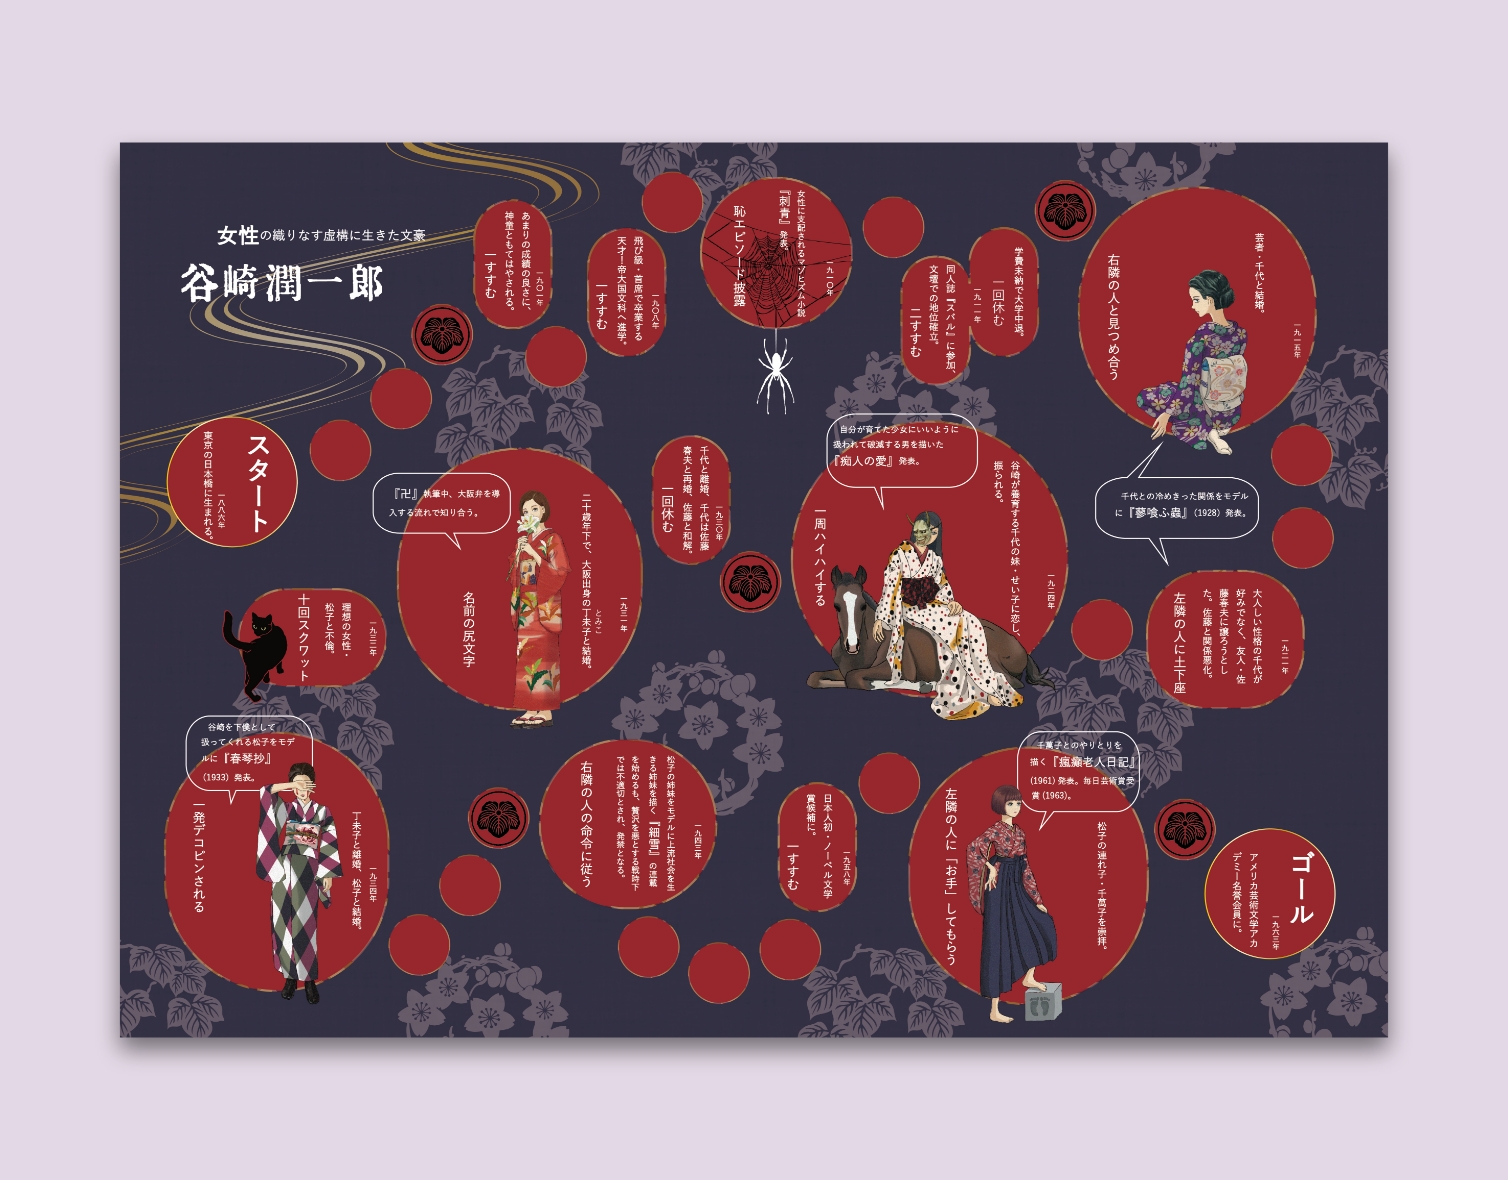 女性の織りなす虚構に生きた文豪
谷崎潤一郎
スタート
一八八六年
東京の日本橋に生まれる。
一九〇一年
あまりの成績の良さに、
神童ともてはやされる。
一すすむ
一九〇八年
飛び級・首席で卒業する
天才!帝大国文科へ進学。
一すすむ
一九一〇年
女性に支配されるマゾヒズム小説
『刺青』発表。
恥エピソード披露
学費未納で大学中退。
一回休む
一九一一年
同人誌『スバル』に参加、
文壇での地位確立。
二すすむ
一九一五年
芸者・千代と結婚。
右隣の人と見つめ合う
千代との冷めきった関係をモデル
に『蓼喰ふ蟲』(1928)発表。
一九二一年
大人しい性格の千代が
好みでなく、友人・佐
藤春夫に譲ろうとし
た。佐藤と関係悪化。
左隣の人に土下座
一九二四年
谷崎が養育する千代の妹・せい子に恋し、
振られる。
一周ハイハイする
自分が育てた少女にいいように
扱われて破滅する男を描いた
『痴人の愛』発表。
一九三〇年
千代と離婚、千代は佐藤
春夫と再婚、佐藤と和解。
一回休む
一九三一年
二十歳年下で、大阪出身の丁未子と結婚。
とみこ
名前の尻文字
『卍』執筆中、大阪弁を導
入する流れで知り合う。
一九三二年
理想の女性・
松子と不倫。
十回スクワット
谷崎を下僕として
扱ってくれる松子をモデ
ルに『春琴抄』
(1933)発表。
一九三四年
丁未子と離婚、松子と結婚。
一発デコピンされる
一九四三年
松子の姉妹をモデルに上流社会を生
きる姉妹を描く『細雪』の連載
を始めるも、贅沢を悪とする戦時下
では不適切とされ、発禁となる。
右隣の人の命令に従う
一九五八年
日本人初・ノーベル文学
賞候補に。
一すすむ
千萬子とのやりとりを
描く『瘋癲老人日記』
(1961)発表。毎日芸術賞受
賞(1963)。
松子の連れ子・千萬子を崇拝。
左隣の人に「お手」してもらう
ゴール
一九六三年
アメリカ芸術文学アカ
デミー名誉会員に。